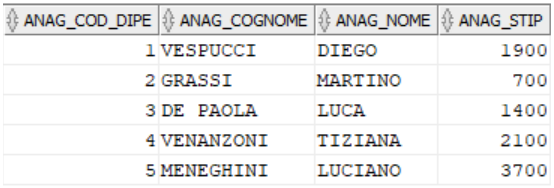 ANAG_COD_DIPE ANAG_COGNOME ANAG_NOME ANAG_STIP
1 VESPUCCI DIEGO 1900
2 GRASSI MARTINO 700
3 DE PAOLA LUCA 1400
4 VENANZONI TIZIANA 2100
5 MENEGHINI LUCIANO 3700